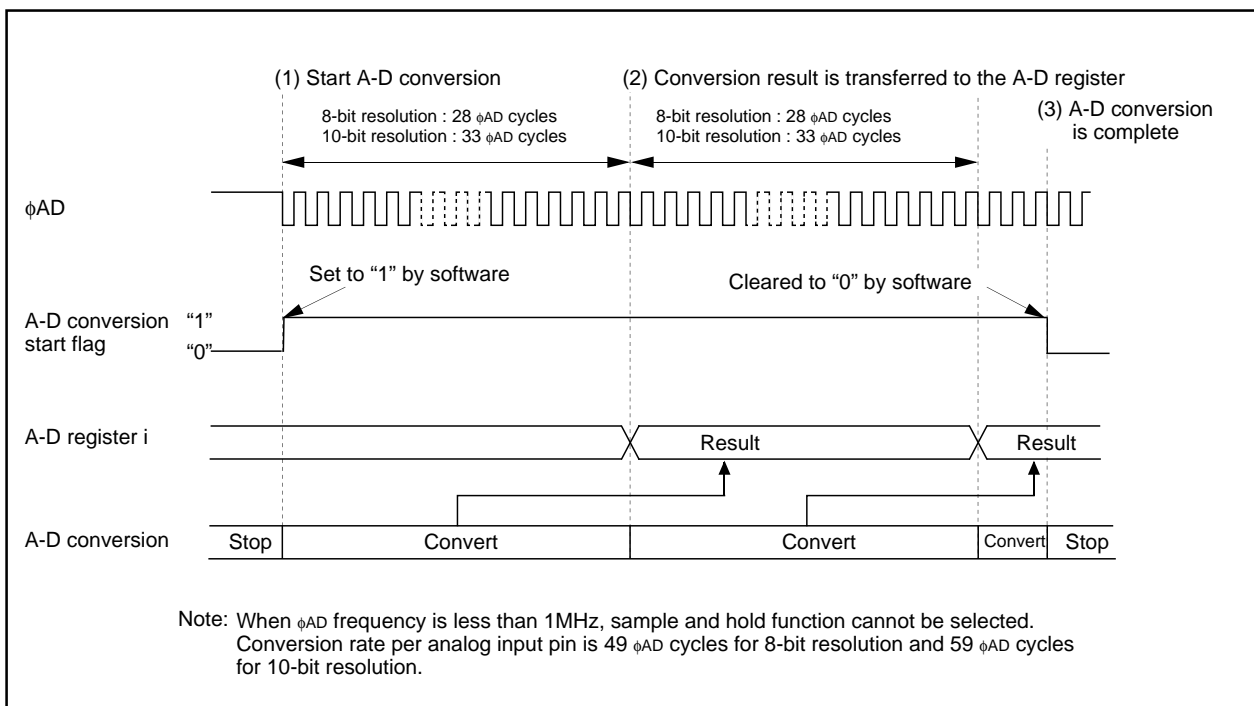 (1) Start A-D conversion
(2) Conversion result is transferred to the A-D register
8-bit resolution : 28 ϕAD cycles
10-bit resolution : 33 ϕAD cycles
8-bit resolution : 28 ϕAD cycles
10-bit resolution : 33 ϕAD cycles
(3) A-D conversion
is complete
ϕAD
Set to “1” by software
Cleared to “0” by software
A-D conversion “1”
start flag “0”
A-D register i
Result
Result
A-D conversion
Stop
Convert
Convert
Convert
Stop
Note: When ϕAD frequency is less than 1MHz, sample and hold function cannot be selected.
Conversion rate per analog input pin is 49 ϕAD cycles for 8-bit resolution and 59 ϕAD cycles
for 10-bit resolution.